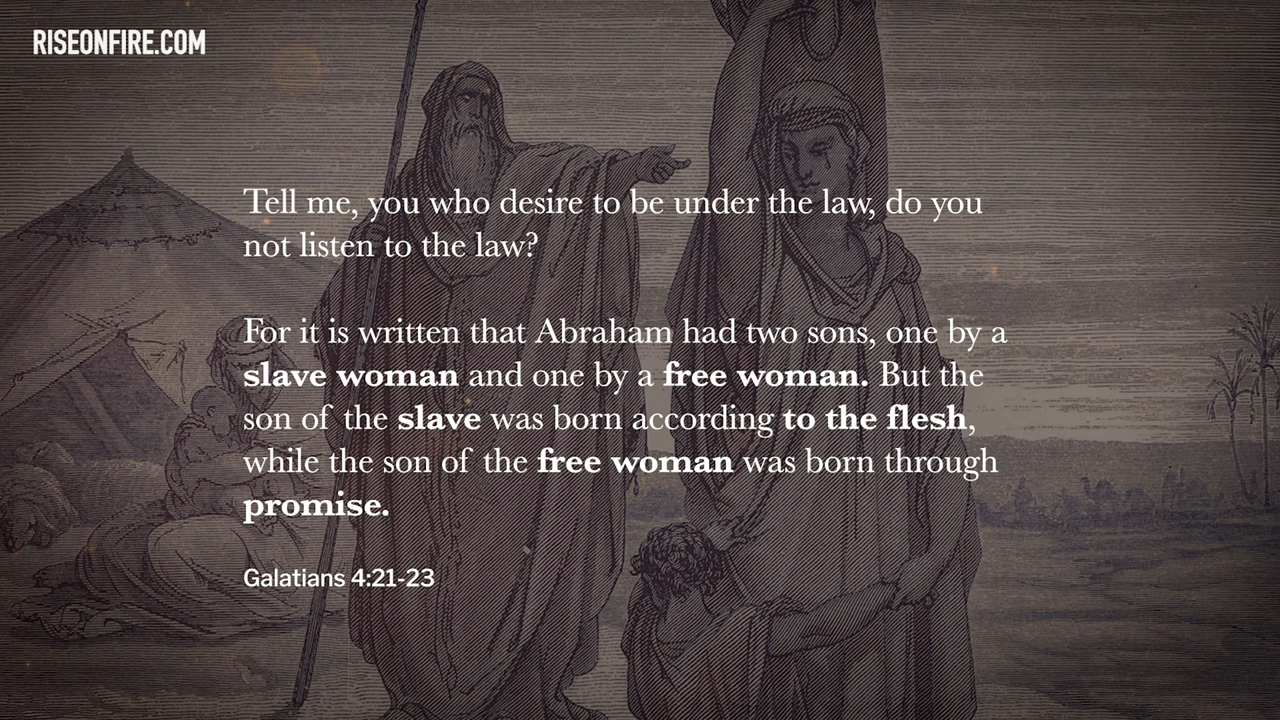 RISEONFIRE.COM
Tell me, you who desire to be under the law, do you
not listen to the law?
For it is written that Abraham had two sons, one by a
slave woman and one by a free woman. But the
son of the slave was born according to the flesh,
while the son of the free woman was born through
promise.
Galatians 4:21-23